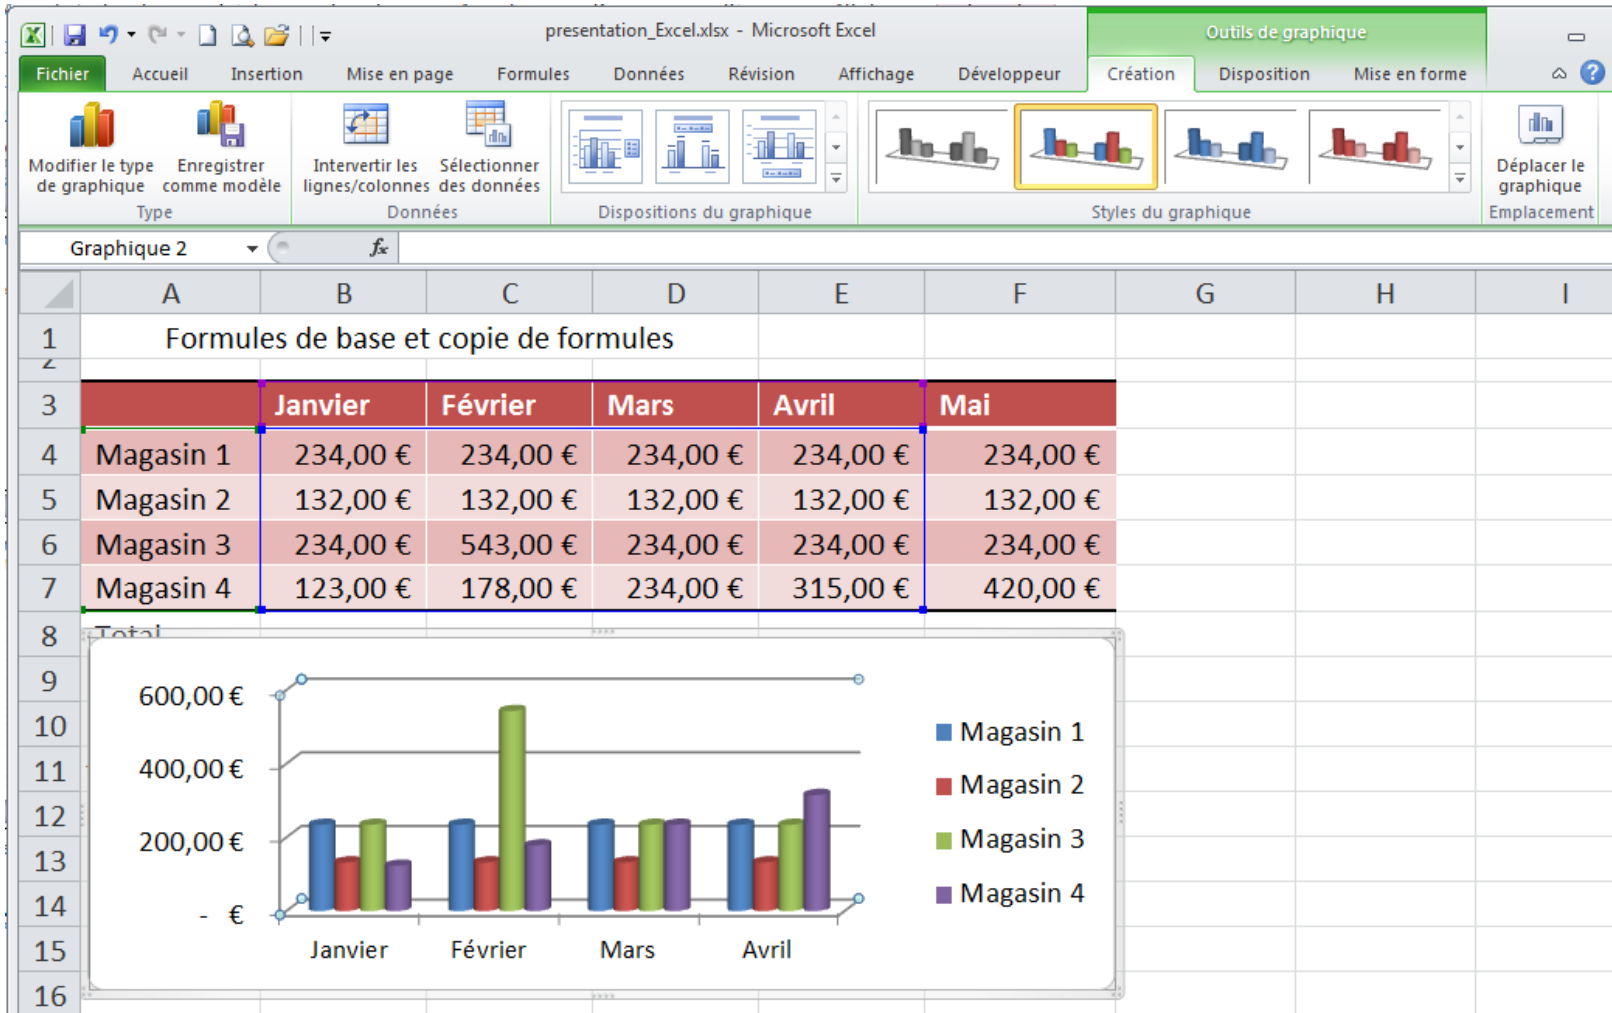 presentation_Excel.xlsx - Microsoft Excel
Outils de graphique
Fichier Accueil Insertion Mise en page Formules Données Révision Affichage Développeur Création Disposition Mise en forme
Modifier le type de graphique
Enregistrer comme modèle
Intervertir les lignes/colonnes
Sélectionner des données
Déplacer le graphique
Type Données Dispositions du graphique Styles du graphique Emplacement
Graphique 2 fx
A B C D E F G H I
1 Formules de base et copie de formules
2
3 Janvier Février Mars Avril Mai
4 Magasin 1 234,00 € 234,00 € 234,00 € 234,00 € 234,00 €
5 Magasin 2 132,00 € 132,00 € 132,00 € 132,00 € 132,00 €
6 Magasin 3 234,00 € 543,00 € 234,00 € 234,00 € 234,00 €
7 Magasin 4 123,00 € 178,00 € 234,00 € 315,00 € 420,00 €
8 Total
9
10
11
12
13
14
15
16
600,00 €
400,00 €
200,00 €
- €
Janvier Février Mars Avril
Magasin 1
Magasin 2
Magasin 3
Magasin 4